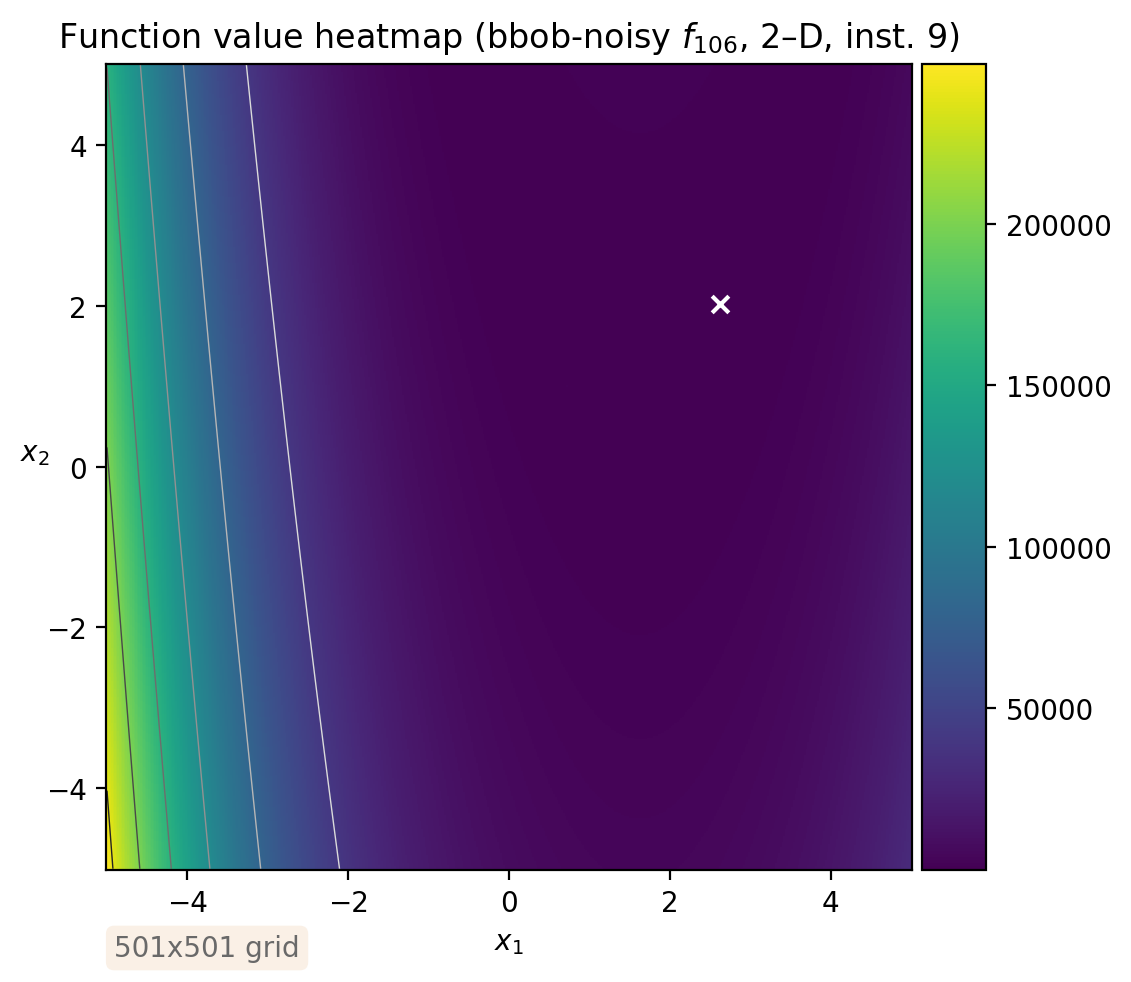 Function value heatmap (bbob-noisy f106, 2–D, inst. 9)
4
2
0
−2
−4
x2
−4 −2 0 2 4
x1
200000
150000
100000
50000
501x501 grid